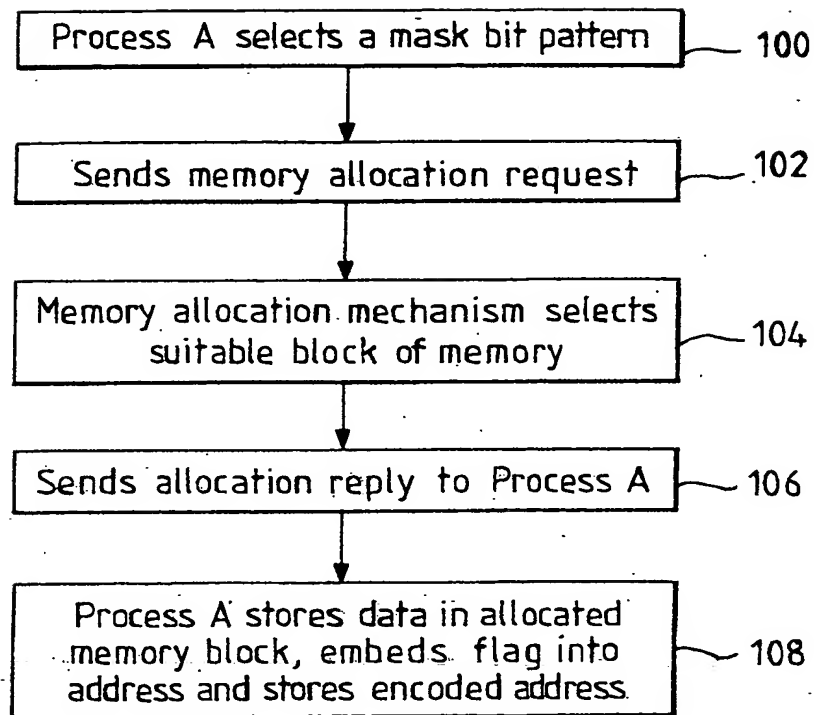 Process A selects a mask bit pattern
100
Sends memory allocation request
102
Memory allocation mechanism selects
suitable block of memory
104
Sends allocation reply to Process A
106
Process A stores data in allocated
memory block, embeds flag into
address and stores encoded address.
108